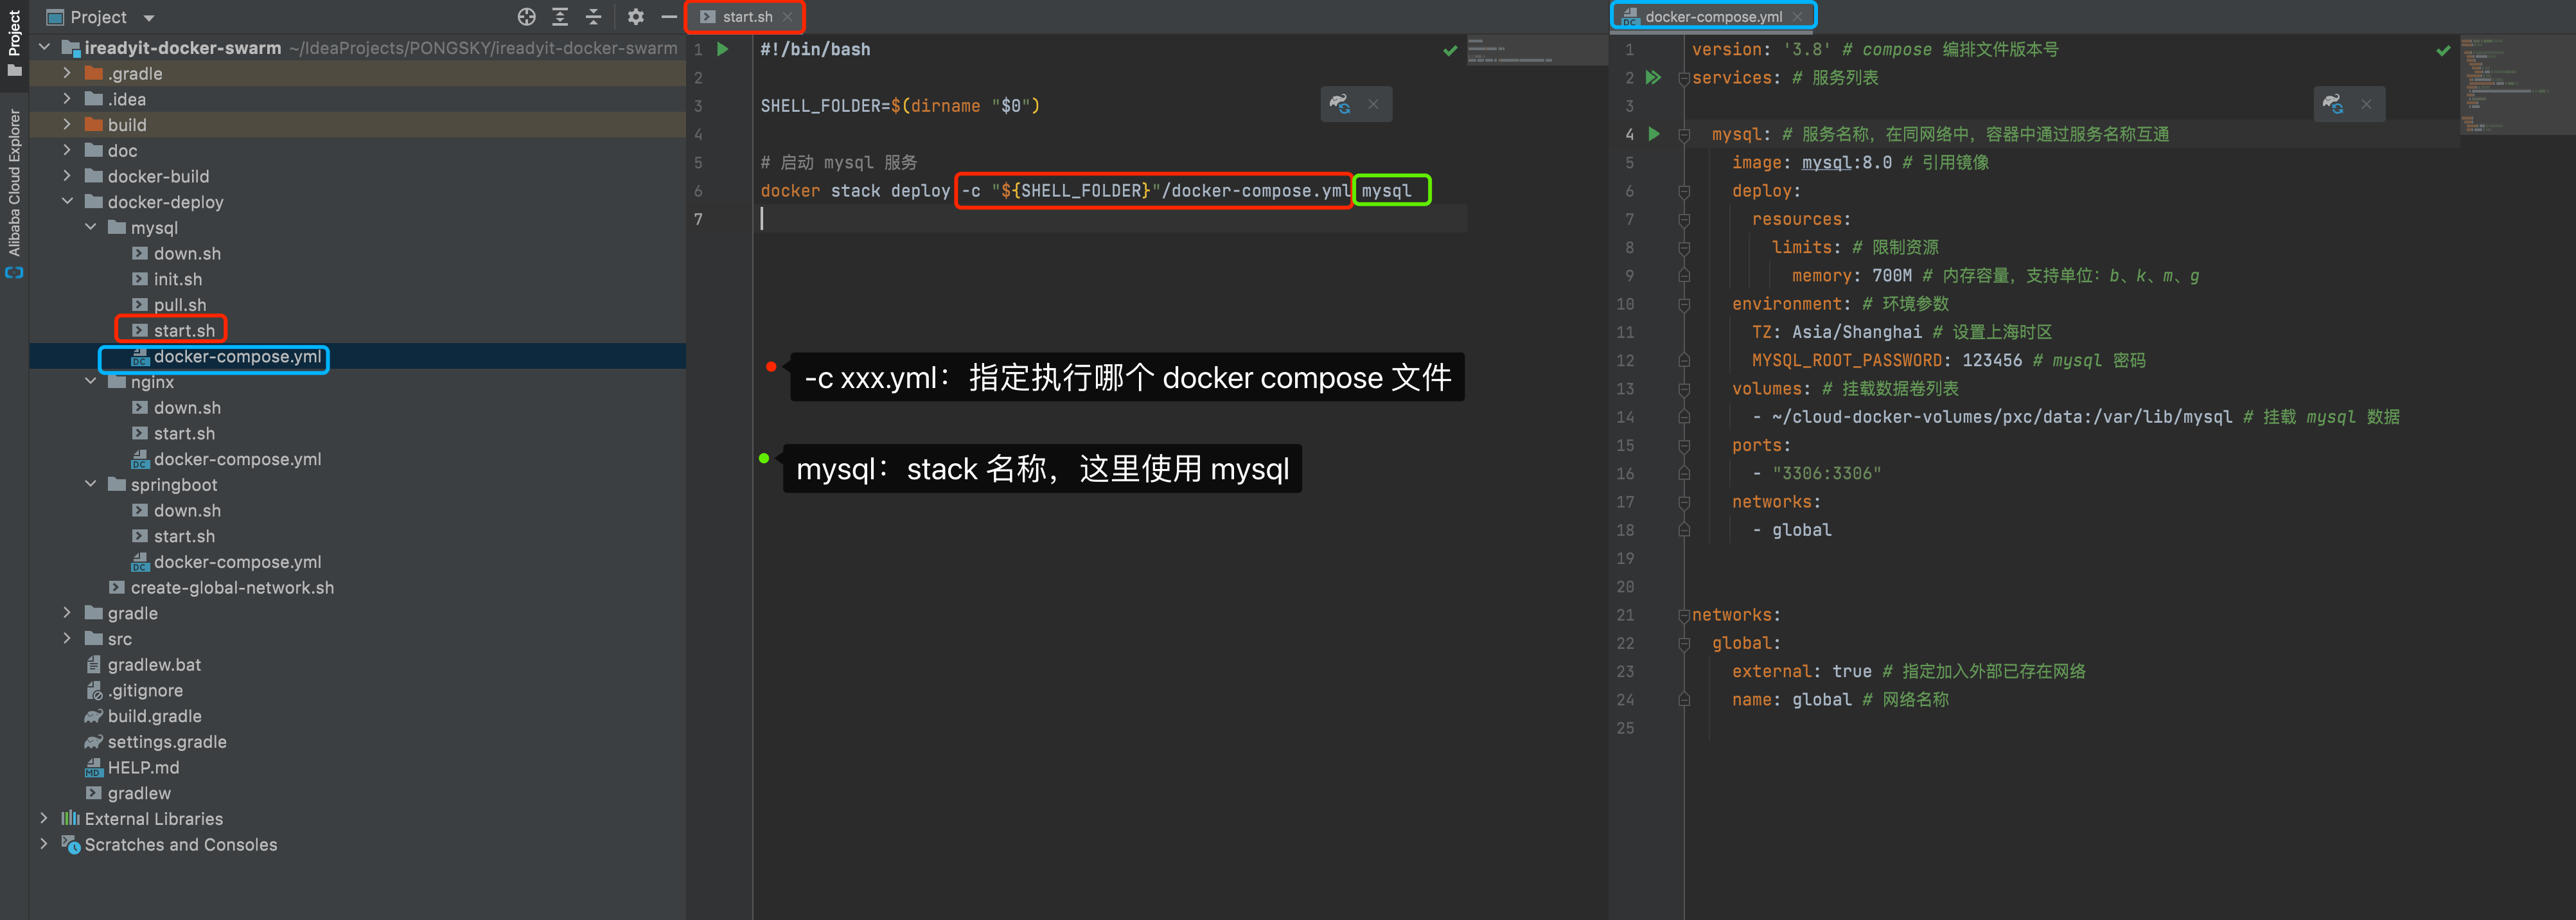 Project
Alibaba Cloud Explorer
Project
ireadyit-docker-swarm ~/IdeaProjects/PONGSKY/ireadyit-docker-swarm
.gradle
.idea
build
doc
docker-build
docker-deploy
mysql
down.sh
init.sh
pull.sh
start.sh
docker-compose.yml
nginx
down.sh
start.sh
docker-compose.yml
springboot
down.sh
start.sh
docker-compose.yml
create-global-network.sh
gradle
src
gradlew.bat
.gitignore
build.gradle
settings.gradle
HELP.md
gradlew
External Libraries
Scratches and Consoles
start.sh
1 #!/bin/bash
2
3 SHELL_FOLDER=$(dirname "$0")
4
5 # 启动 mysql 服务
6 docker stack deploy -c "${SHELL_FOLDER}"/docker-compose.yml mysql
7
-c xxx.yml：指定执行哪个 docker compose 文件
mysql：stack 名称，这里使用 mysql
docker-compose.yml
1 version: '3.8' # compose 编排文件版本号
2 services: # 服务列表
3
4 mysql: # 服务名称，在同网络中，容器中通过服务名称互通
5 image: mysql:8.0 # 引用镜像
6 deploy:
7 resources:
8 limits: # 限制资源
9 memory: 700M # 内存容量，支持单位：b、k、m、g
10 environment: # 环境参数
11 TZ: Asia/Shanghai # 设置上海时区
12 MYSQL_ROOT_PASSWORD: 123456 # mysql 密码
13 volumes: # 挂载数据卷列表
14 - ~/cloud-docker-volumes/pxc/data:/var/lib/mysql # 挂载 mysql 数据
15 ports:
16 - "3306:3306"
17 networks:
18 - global
19
20
21 networks:
22 global:
23 external: true # 指定加入外部已存在网络
24 name: global # 网络名称
25